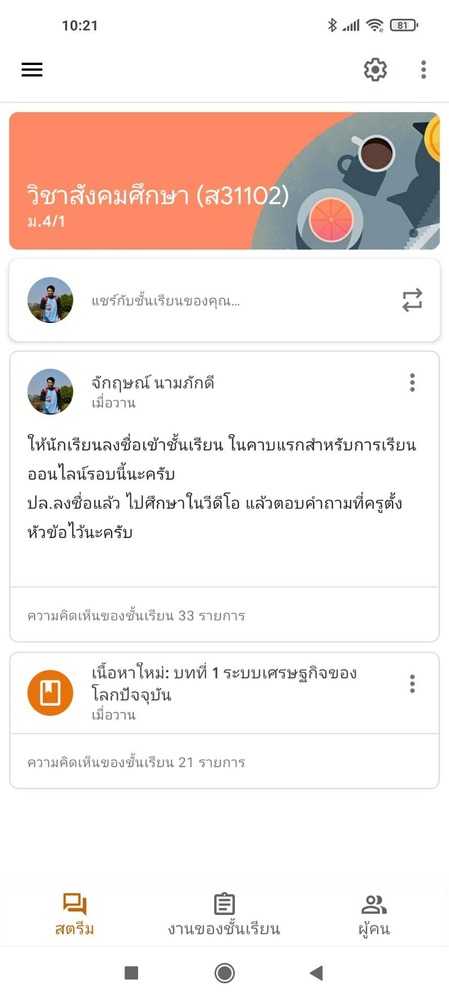 10:21
81
วิชาสังคมศึกษา (ส31102)
ม.4/1
แชร์กับชั้นเรียนของคุณ...
จักฤษณ์ นามภักดี
เมื่อวาน
ให้นักเรียนลงชื่อเข้าชั้นเรียน ในคาบแรกสำหรับการเรียน
ออนไลน์รอบนี้นะครับ
ปล.ลงชื่อแล้ว ไปศึกษาในวีดีโอ แล้วตอบคำถามที่ครูตั้ง
หัวข้อไว้นะครับ
ความคิดเห็นของชั้นเรียน 33 รายการ
เนื้อหาใหม่: บทที่ 1 ระบบเศรษฐกิจของ
โลกปัจจุบัน
เมื่อวาน
ความคิดเห็นของชั้นเรียน 21 รายการ
สตรีม
งานของชั้นเรียน
ผู้คน